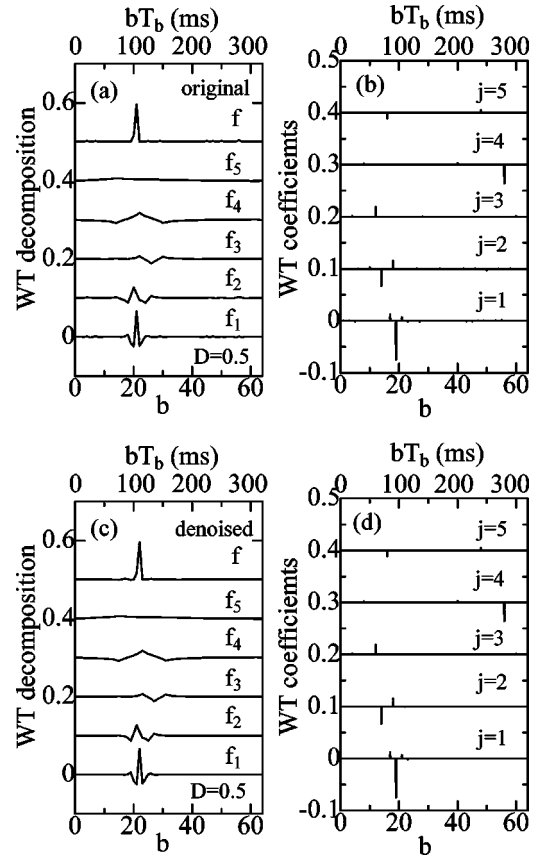 bT_b (ms)
0 100 200 300
(a) original
WT decomposition
0.6
0.4
0.2
0
f
f_5
f_4
f_3
f_2
f_1
D=0.5
0 20 40 60
b
bT_b (ms)
0 100 200 300
(b)
WT coefficiemts
0.5
0.4
0.3
0.2
0.1
0
-0.1
j=5
j=4
j=3
j=2
j=1
0 20 40 60
b
bT_b (ms)
0 100 200 300
(c) denoised
WT decomposition
0.6
0.4
0.2
0
f
f_5
f_4
f_3
f_2
f_1
D=0.5
0 20 40 60
b
bT_b (ms)
0 100 200 300
(d)
WT coefficiemts
0.5
0.4
0.3
0.2
0.1
0
-0.1
j=5
j=4
j=3
j=2
j=1
0 20 40 60
b